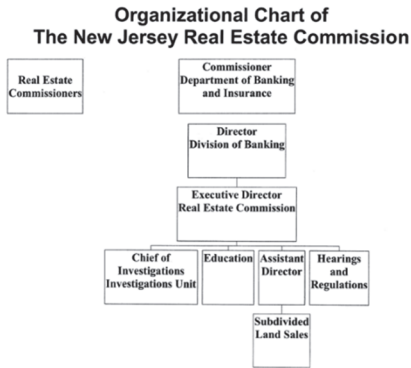 Organizational Chart of
The New Jersey Real Estate Commission
Real Estate
Commissioners
Commissioner
Department of Banking
and Insurance
Director
Division of Banking
Executive Director
Real Estate Commission
Chief of
Investigations
Investigations Unit
Education
Assistant
Director
Hearings
and
Regulations
Subdivided
Land Sales